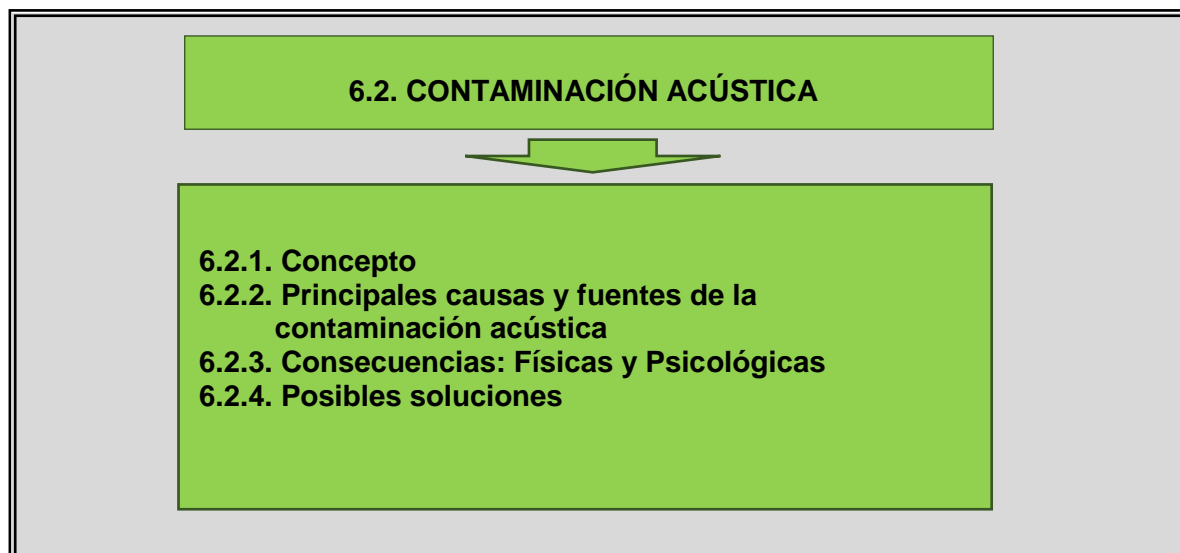 6.2. CONTAMINACIÓN ACÚSTICA
6.2.1. Concepto
6.2.2. Principales causas y fuentes de la
contaminación acústica
6.2.3. Consecuencias: Físicas y Psicológicas
6.2.4. Posibles soluciones